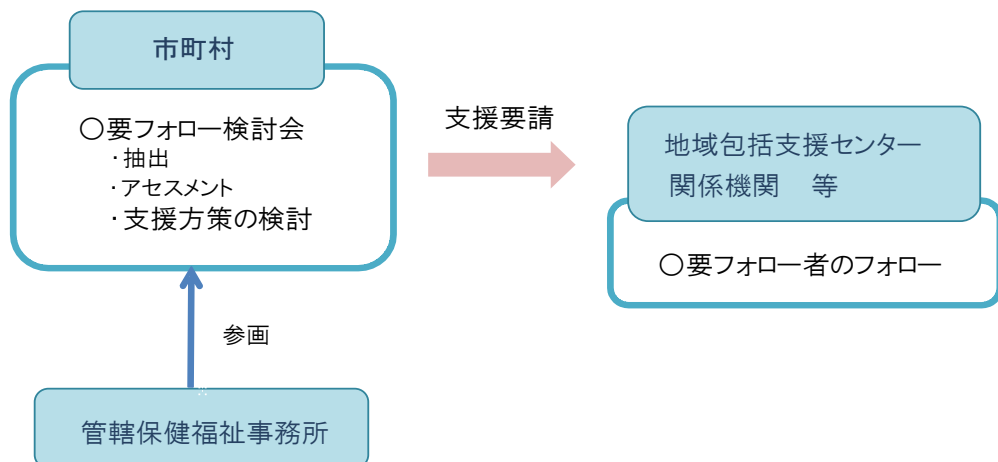 市町村
○要フォロー検討会
・抽出
・アセスメント
・支援方策の検討
支援要請
地域包括支援センター
関係機関　等
○要フォロー者のフォロー
参画
管轄保健福祉事務所